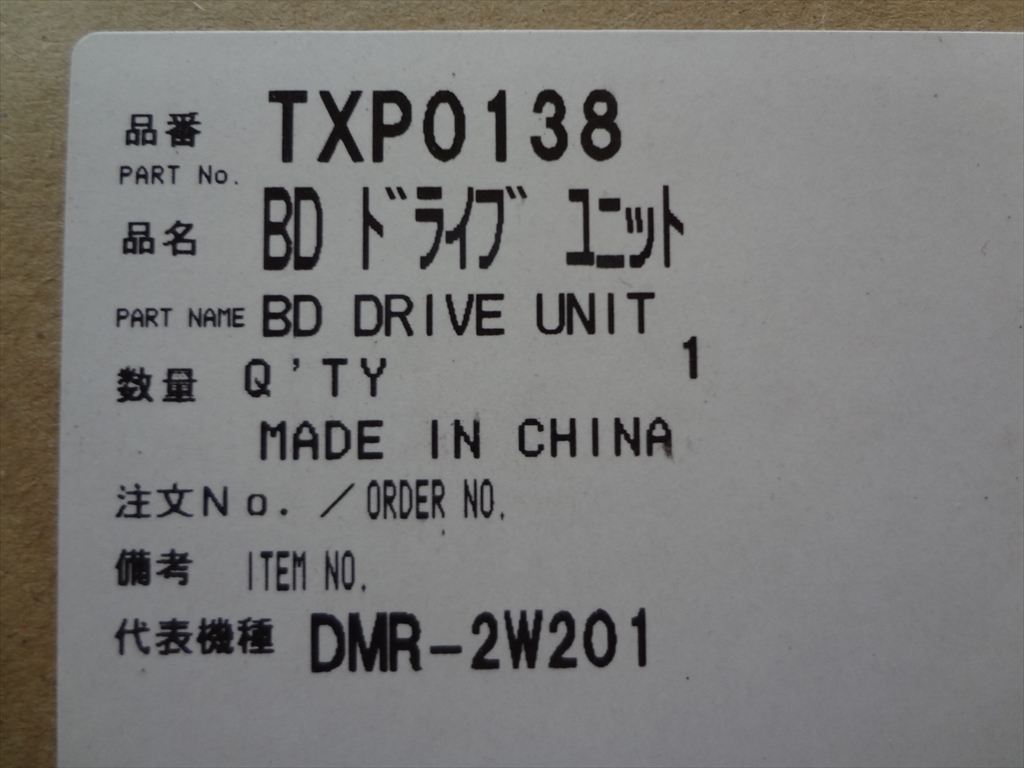 品番 TXP0138
PART No.
品名 BD ドライブ ユニット
PART NAME BD DRIVE UNIT
数量 Q'TY 1
MADE IN CHINA
注文No. /ORDER NO.
備考 ITEM NO.
代表機種 DMR-2W201